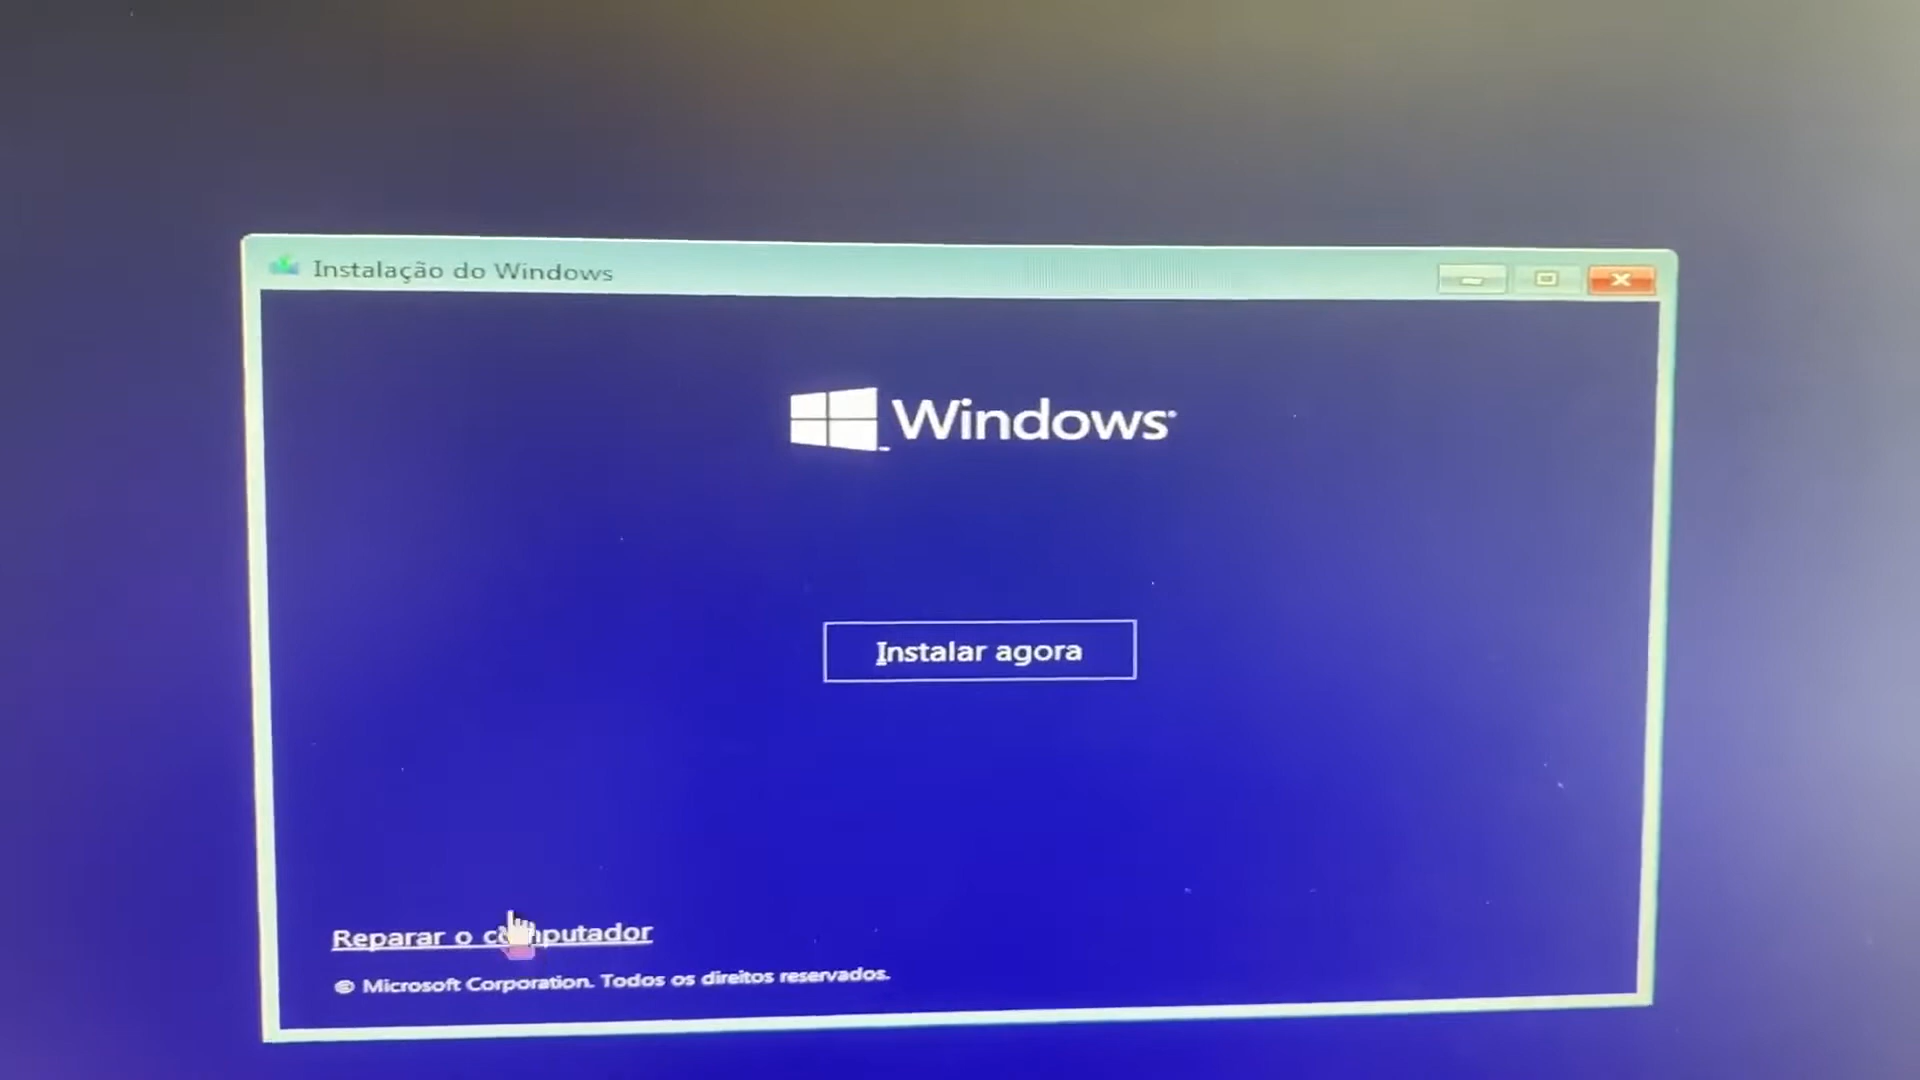 Instalação do Windows
Windows
Instalar agora
Reparar o computador
© Microsoft Corporation. Todos os direitos reservados.